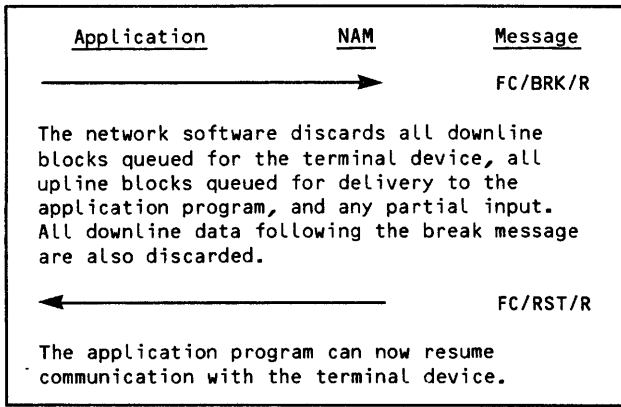 Application NAM Message
FC/BRK/R
The network software discards all downline
blocks queued for the terminal device, all
upline blocks queued for delivery to the
application program, and any partial input.
All downline data following the break message
are also discarded.
FC/RST/R
The application program can now resume
communication with the terminal device.